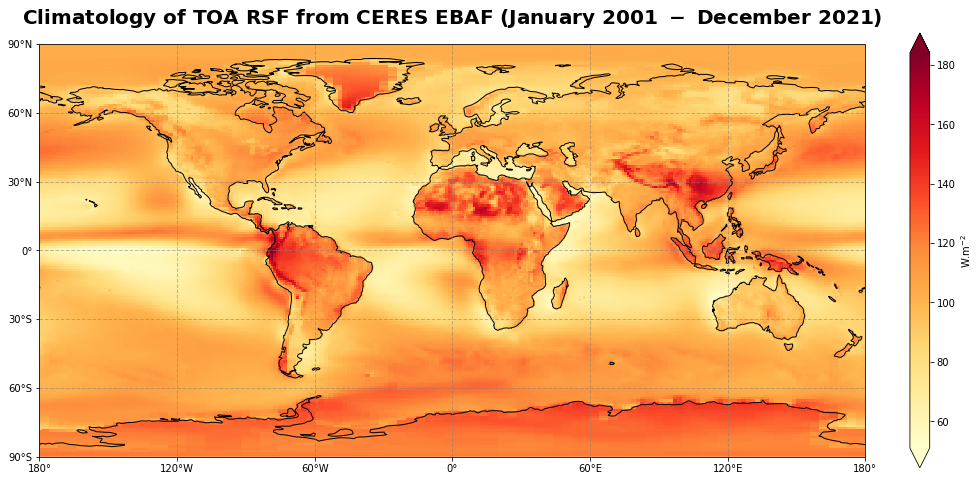 Climatology of TOA RSF from CERES EBAF (January 2001 − December 2021)
90°N
60°N
30°N
0°
30°S
60°S
90°S
180°
120°W
60°W
0°
60°E
120°E
180°
180
160
140
120
100
80
60
W.m⁻²